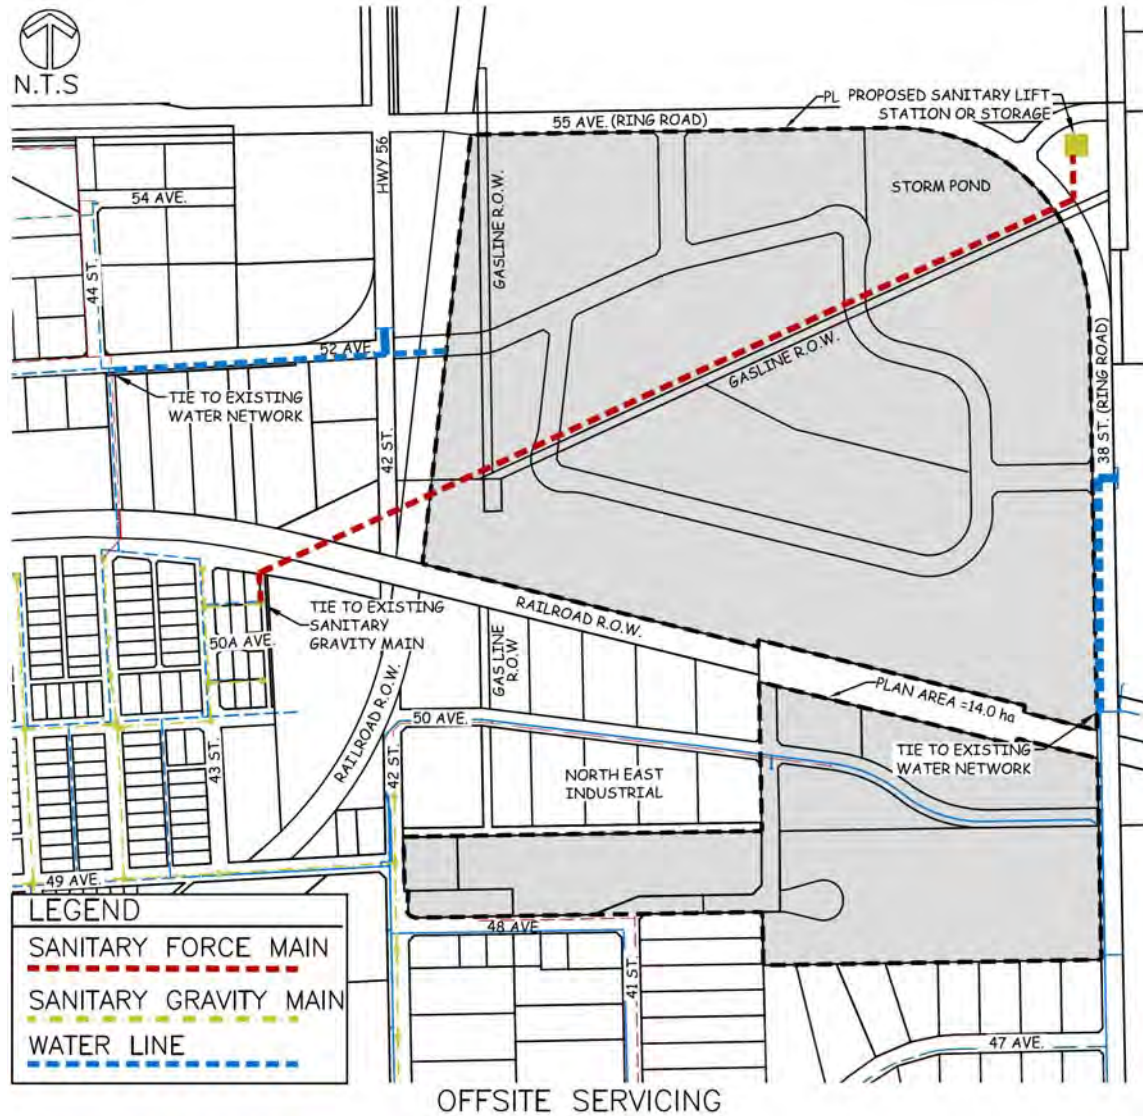 N.T.S
55 AVE. (RING ROAD)
PL
PROPOSED SANITARY LIFT
STATION OR STORAGE
HWY 56
STORM POND
54 AVE.
GASLINE R.O.W.
44 ST.
52 AVE
GASLINE R.O.W.
38 ST. (RING ROAD)
TIE TO EXISTING
WATER NETWORK
42 ST.
TIE TO EXISTING
SANITARY
GRAVITY MAIN
50A AVE.
RAILROAD R.O.W.
GAS LINE
R.O.W
RAILROAD R.O.W.
PLAN AREA =14.0 ha
50 AVE.
43 ST.
42 ST.
TIE TO EXISTING
WATER NETWORK
NORTH EAST
INDUSTRIAL
49 AVE.
48 AVE
41 ST.
47 AVE.
LEGEND
SANITARY FORCE MAIN
SANITARY GRAVITY MAIN
WATER LINE
OFFSITE SERVICING